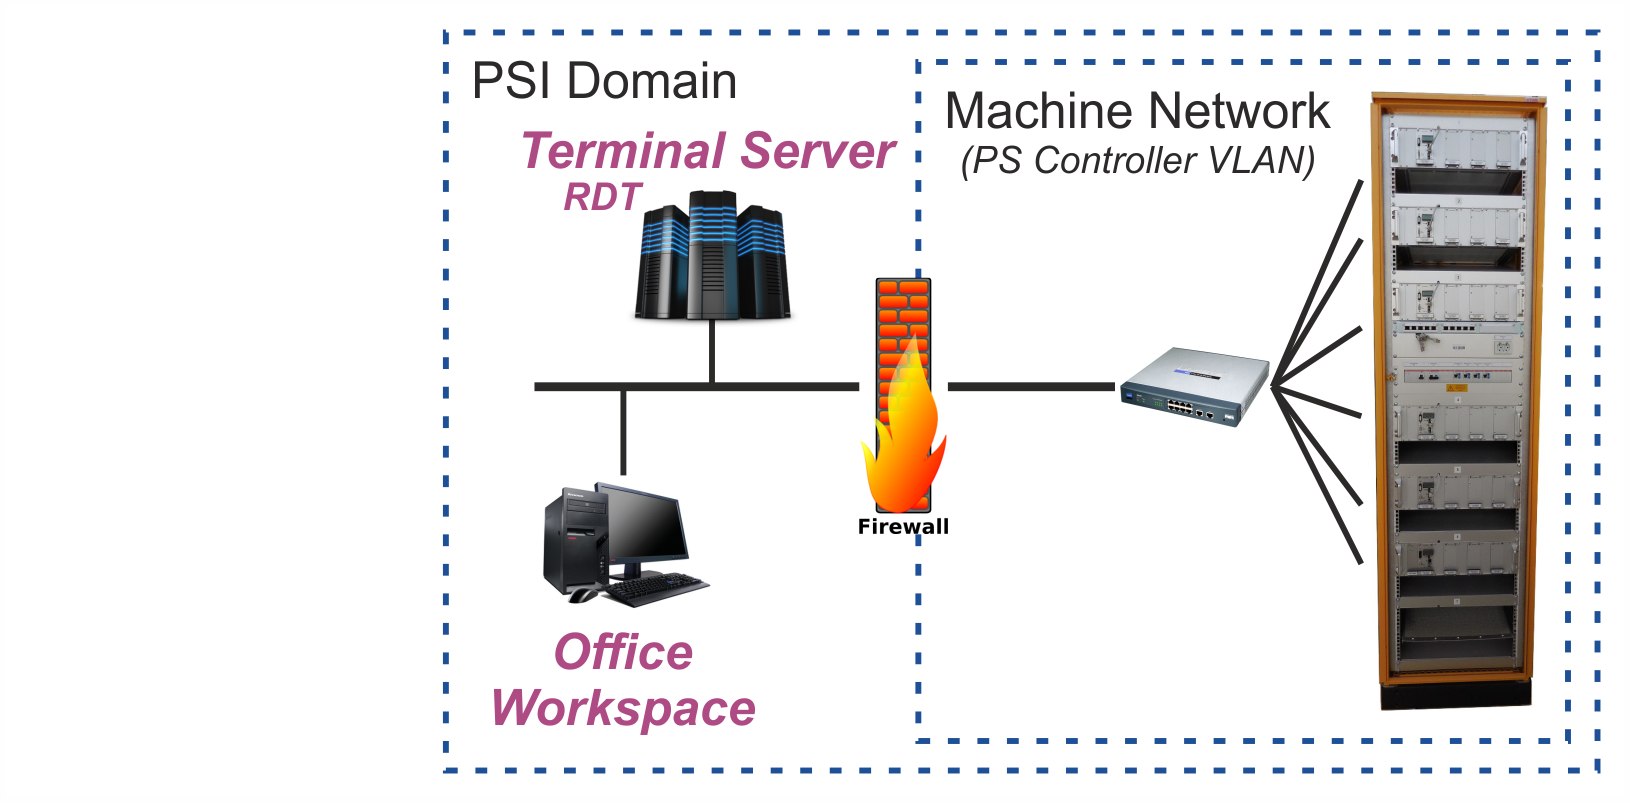 PSI Domain
Terminal Server
RDT
Office
Workspace
Firewall
Machine Network
(PS Controller VLAN)